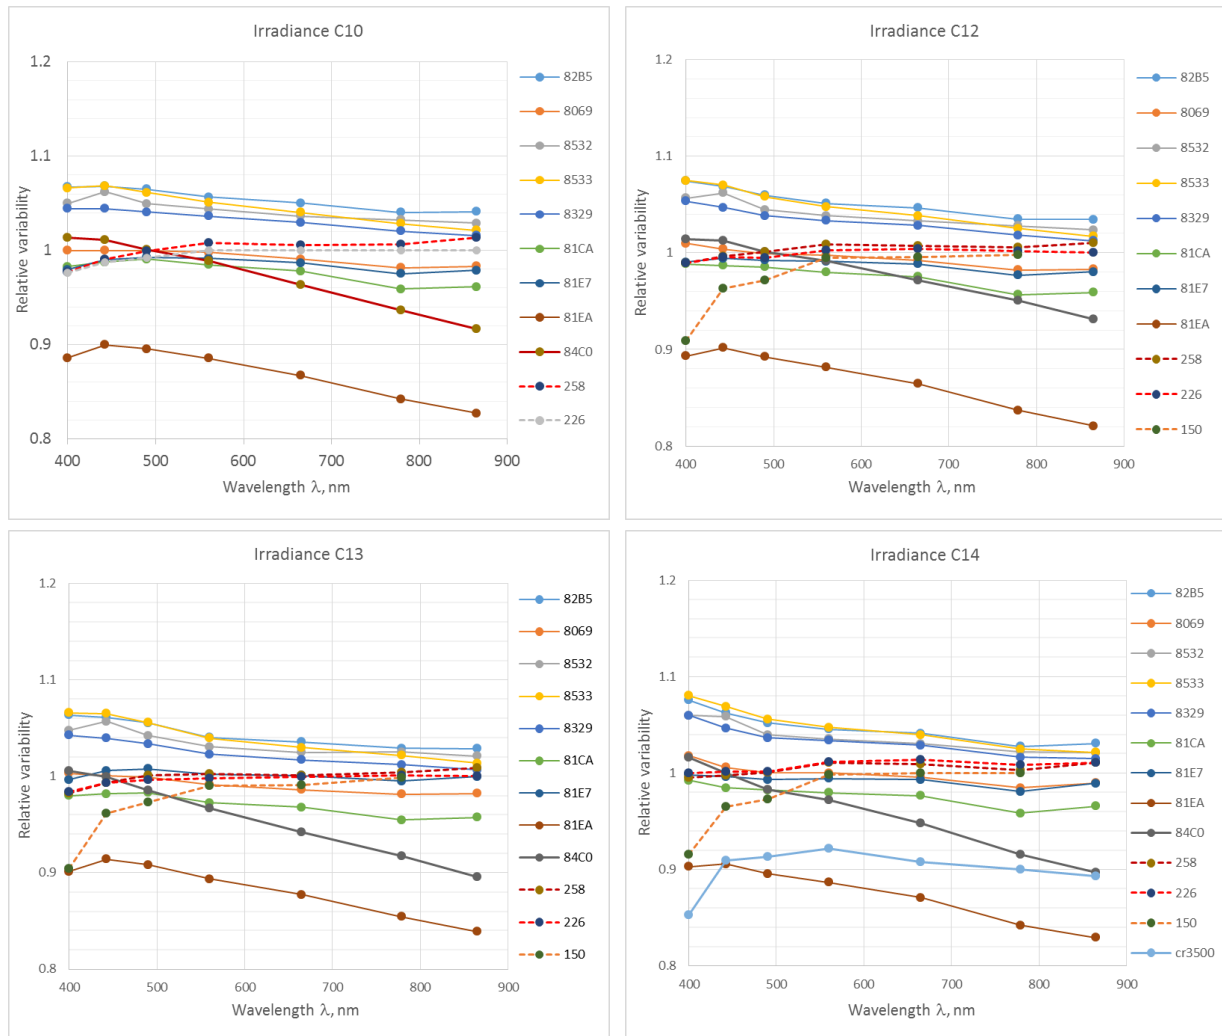 Irradiance C10
Relative variability
1.2
1.1
1
0.9
0.8
400 500 600 700 800 900
Wavelength λ, nm
82B5
8069
8532
8533
8329
81CA
81E7
81EA
84C0
258
226
Irradiance C12
Relative variability
1.2
1.1
1
0.9
0.8
400 500 600 700 800 900
Wavelength λ, nm
82B5
8069
8532
8533
8329
81CA
81E7
81EA
258
226
150
Irradiance C13
Relative variability
1.2
1.1
1
0.9
0.8
400 500 600 700 800 900
Wavelength λ, nm
82B5
8069
8532
8533
8329
81CA
81E7
81EA
84C0
258
226
150
Irradiance C14
Relative variability
1.2
1.1
1
0.9
0.8
400 500 600 700 800 900
Wavelength λ, nm
82B5
8069
8532
8533
8329
81CA
81E7
81EA
84C0
258
226
150
cr3500